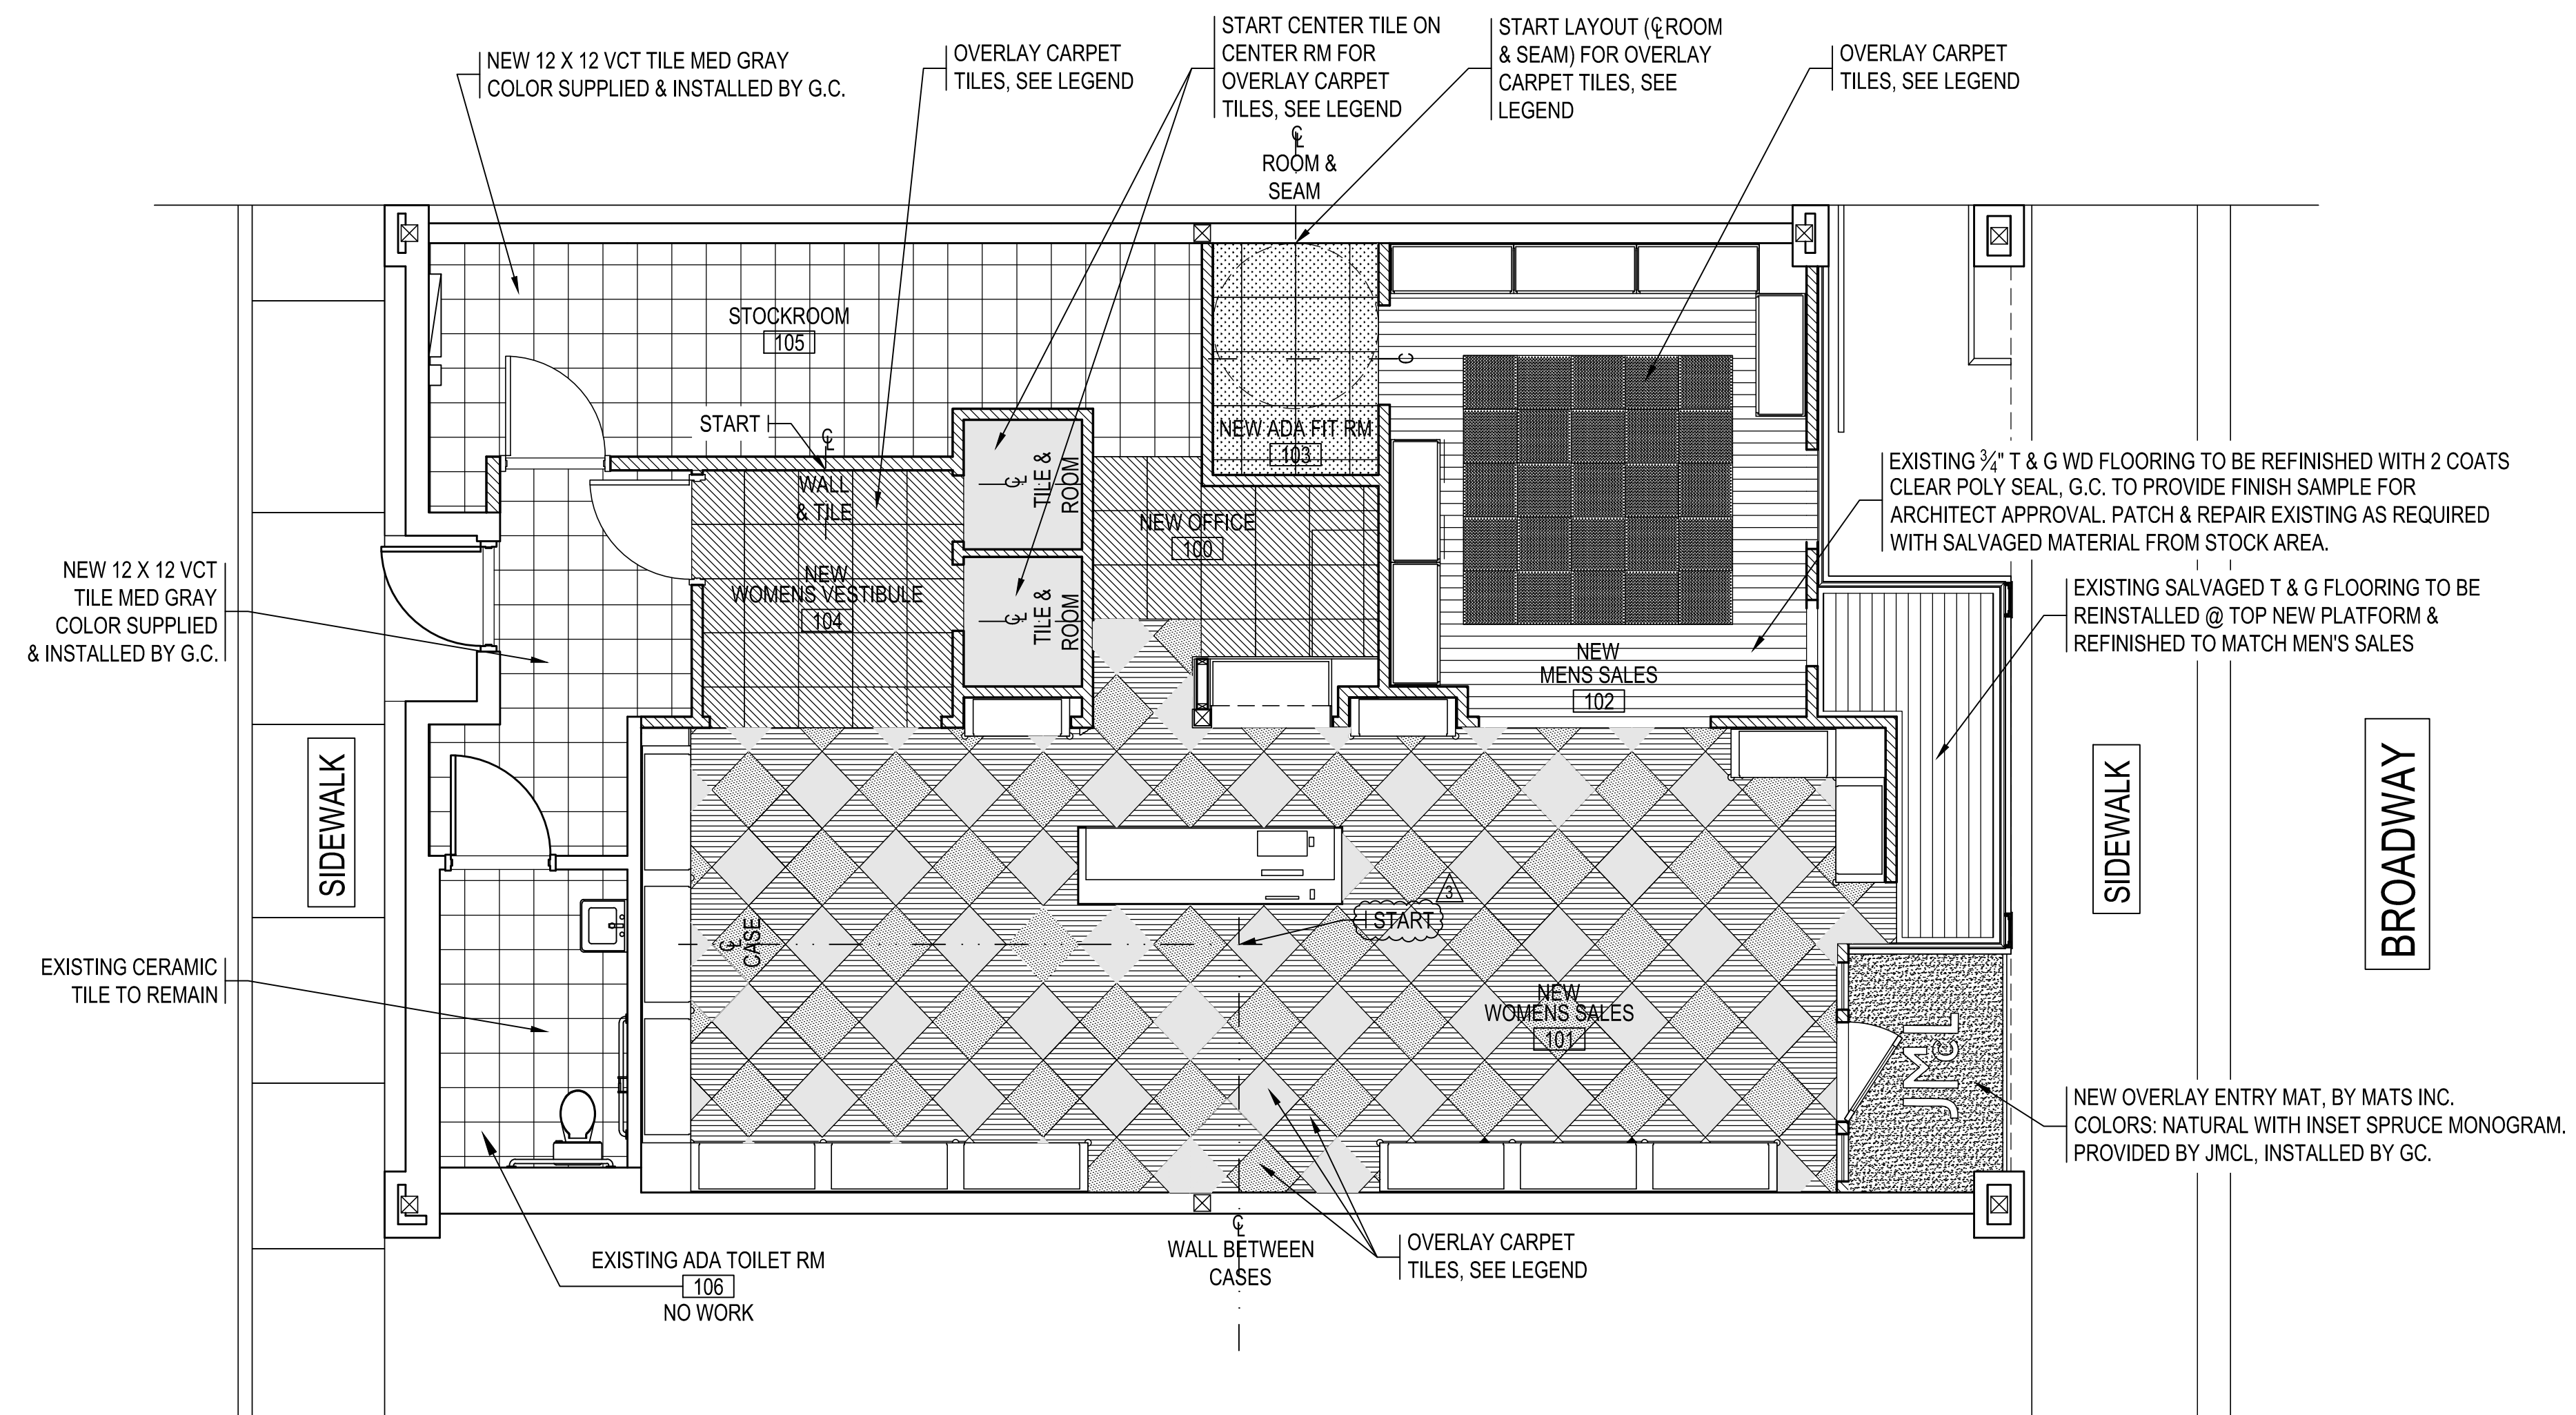 NEW 12 X 12 VCT TILE MED GRAY
COLOR SUPPLIED & INSTALLED BY G.C.
OVERLAY CARPET
TILES, SEE LEGEND
START CENTER TILE ON
CENTER RM FOR
OVERLAY CARPET
TILES, SEE LEGEND
℄
ROOM &
SEAM
START LAYOUT (℄ ROOM
& SEAM) FOR OVERLAY
CARPET TILES, SEE
LEGEND
OVERLAY CARPET
TILES, SEE LEGEND
STOCKROOM
105
START
℄
WALL
& TILE
℄
TILE &
ROOM
℄
TILE &
ROOM
NEW ADA FIT RM
103
C
NEW OFFICE
100
NEW
WOMENS VESTIBULE
104
NEW
MENS SALES
102
EXISTING ¾" T & G WD FLOORING TO BE REFINISHED WITH 2 COATS
CLEAR POLY SEAL, G.C. TO PROVIDE FINISH SAMPLE FOR
ARCHITECT APPROVAL. PATCH & REPAIR EXISTING AS REQUIRED
WITH SALVAGED MATERIAL FROM STOCK AREA.
EXISTING SALVAGED T & G FLOORING TO BE
REINSTALLED @ TOP NEW PLATFORM &
REFINISHED TO MATCH MEN'S SALES
NEW 12 X 12 VCT
TILE MED GRAY
COLOR SUPPLIED
& INSTALLED BY G.C.
SIDEWALK
SIDEWALK
BROADWAY
3
START
℄
CASE
EXISTING CERAMIC
TILE TO REMAIN
NEW
WOMENS SALES
101
JMcL
NEW OVERLAY ENTRY MAT, BY MATS INC.
COLORS: NATURAL WITH INSET SPRUCE MONOGRAM.
PROVIDED BY JMCL, INSTALLED BY GC.
EXISTING ADA TOILET RM
106
NO WORK
℄
WALL BETWEEN
CASES
OVERLAY CARPET
TILES, SEE LEGEND